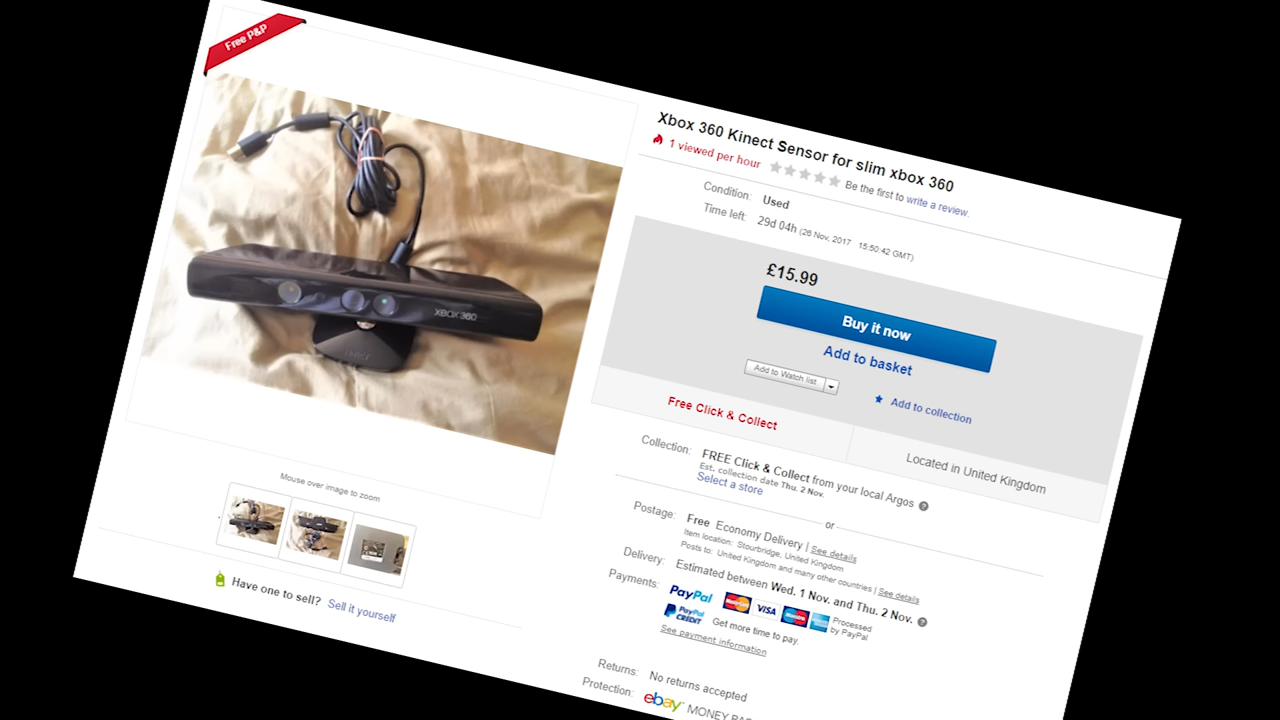 Free P&P
XBOX 360
Xbox 360 Kinect Sensor for slim xbox 360
1 viewed per hour
Be the first to write a review.
Condition: Used
Time left: 29d 04h (26 Nov, 2017 15:50:42 GMT)
£15.99
Buy it now
Add to basket
Add to Watch list
Add to collection
Free Click & Collect
Located in United Kingdom
Collection: FREE Click & Collect from your local Argos
Est. collection date Thu. 2 Nov.
Select a store
or
Postage: Free Economy Delivery | See details
Item location: Stourbridge, United Kingdom
Posts to: United Kingdom and many other countries | See details
Delivery: Estimated between Wed. 1 Nov. and Thu. 2 Nov.
Payments: PayPal MasterCard VISA Maestro
Processed by PayPal
PayPal CREDIT Get more time to pay.
See payment information
Returns: No returns accepted
Protection: ebay MONEY
Mouse over image to zoom
Have one to sell? Sell it yourself